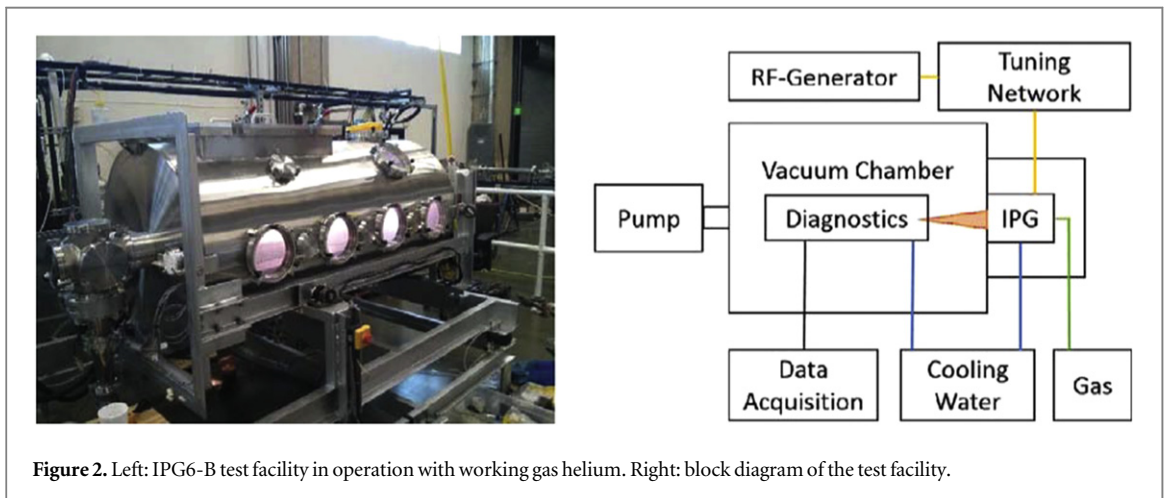 RF-Generator
Tuning
Network
Vacuum Chamber
Pump
Diagnostics
IPG
Data
Acquisition
Cooling
Water
Gas
Figure 2. Left: IPG6-B test facility in operation with working gas helium. Right: block diagram of the test facility.